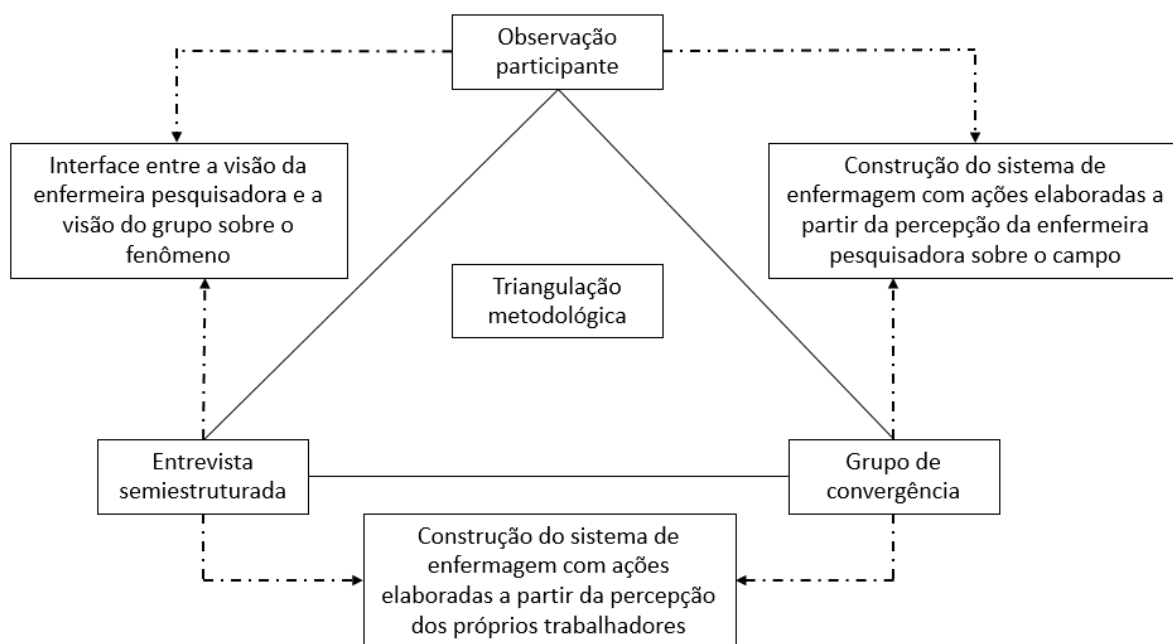 Observação
participante
Interface entre a visão da
enfermeira pesquisadora e a
visão do grupo sobre o
fenômeno
Construção do sistema de
enfermagem com ações elaboradas a
partir da percepção da enfermeira
pesquisadora sobre o campo
Triangulação
metodológica
Entrevista
semiestruturada
Grupo de
convergência
Construção do sistema de
enfermagem com ações
elaboradas a partir da percepção
dos próprios trabalhadores